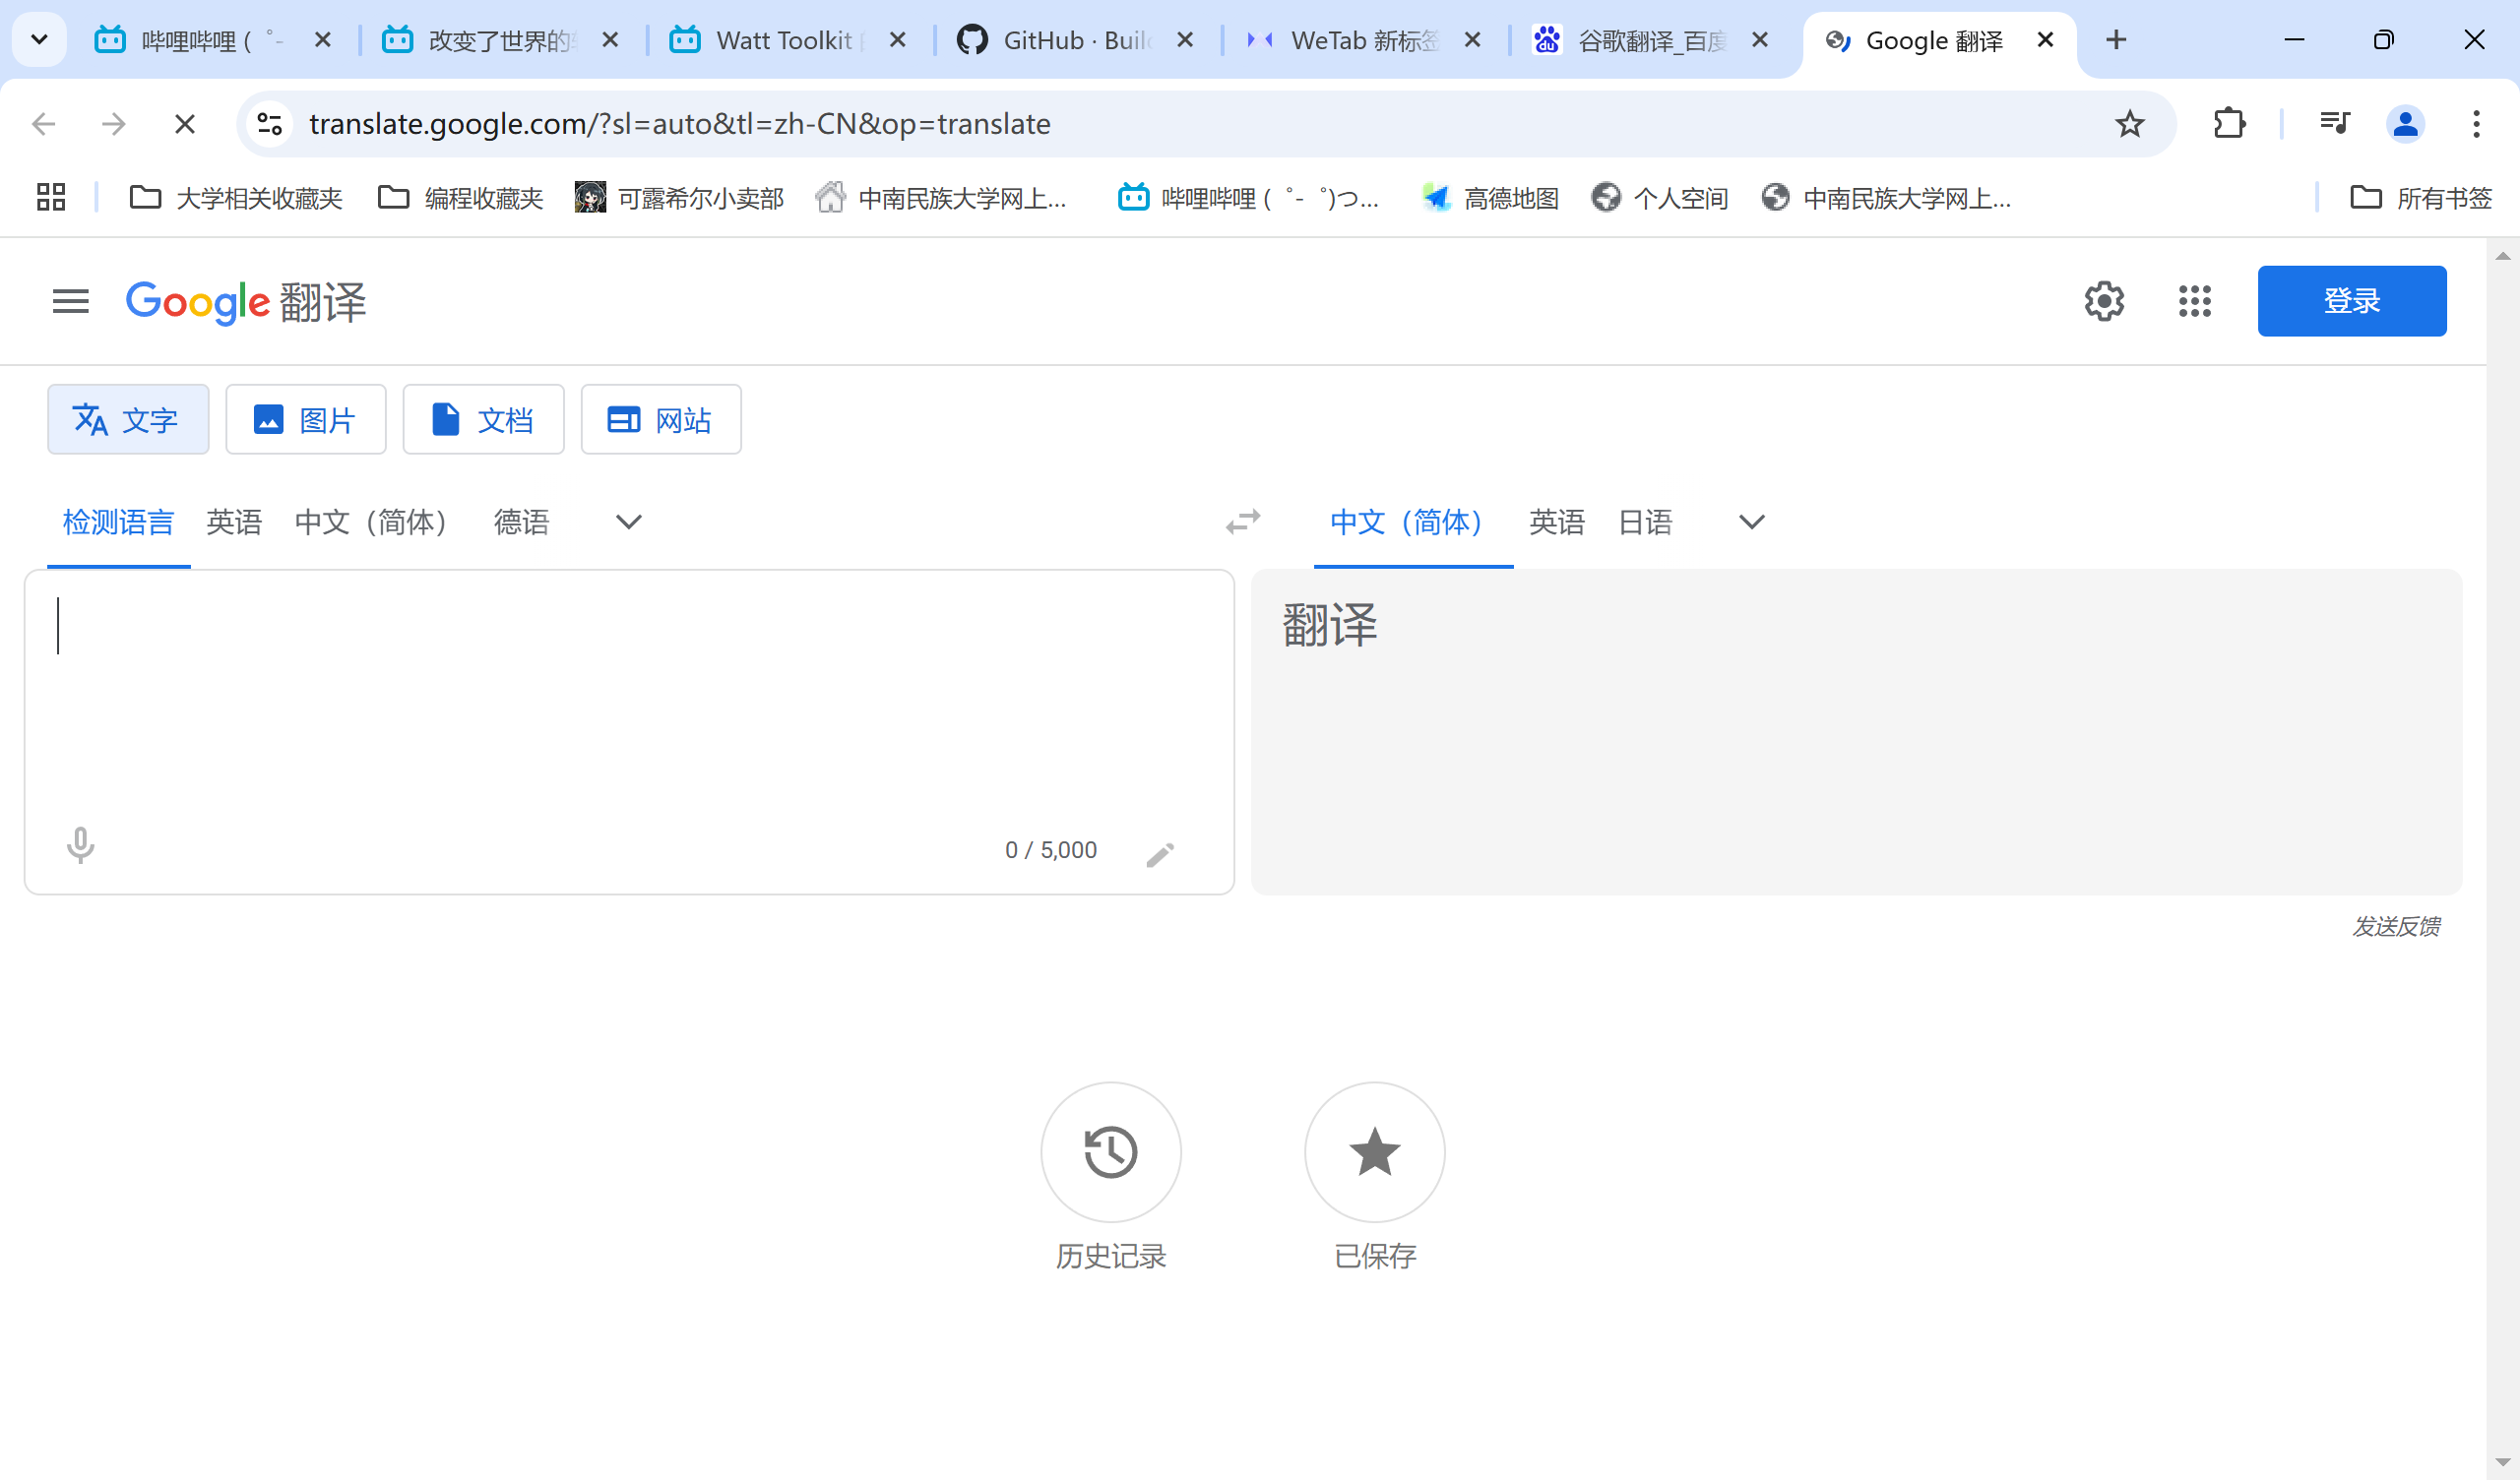 哔哩哔哩 (゜-
改变了世界的
Watt Toolkit
GitHub · Buil
WeTab 新标签
谷歌翻译_百度
Google 翻译
translate.google.com/?sl=auto&tl=zh-CN&op=translate
大学相关收藏夹
编程收藏夹
可露希尔小卖部
中南民族大学网上...
哔哩哔哩 (゜-゜)つ...
高德地图
个人空间
中南民族大学网上...
所有书签
Google 翻译
登录
文字
图片
文档
网站
检测语言
英语
中文（简体）
德语
中文（简体）
英语
日语
翻译
0 / 5,000
发送反馈
历史记录
已保存